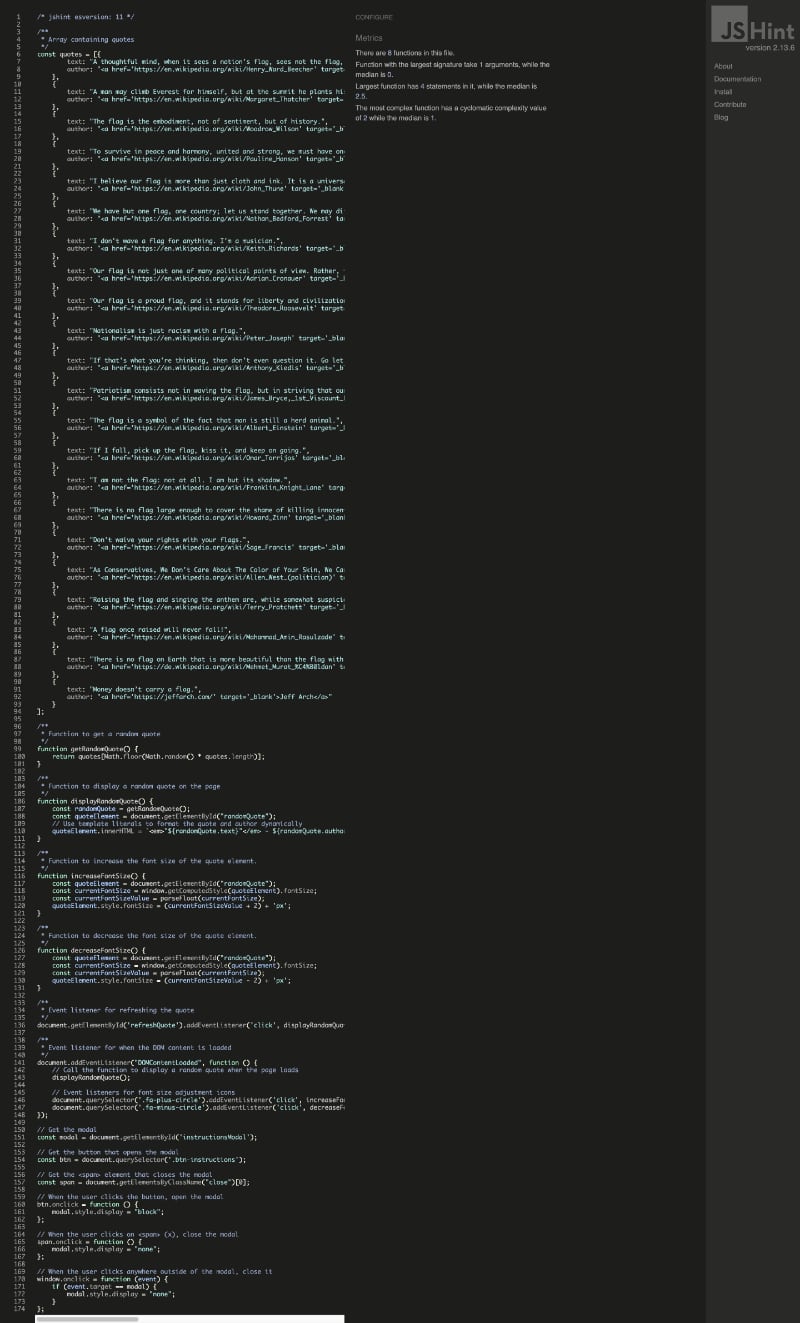 1 /* jshint esversion: 11 */
2
3 /**
4 * Array containing quotes
5 */
6 const quotes = [{
7 text: "A thoughtful mind, when it sees a nation's flag, sees not the flag,
8 author: "<a href='https://en.wikipedia.org/wiki/Henry_Ward_Beecher' target=
9 },
10 {
11 text: "A man may climb Everest for himself, but at the summit he plants hi
12 author: "<a href='https://en.wikipedia.org/wiki/Margaret_Thatcher' target=
13 },
14 {
15 text: "The flag is the embodiment, not of sentiment, but of history.",
16 author: "<a href='https://en.wikipedia.org/wiki/Woodrow_Wilson' target='_bl
17 },
18 {
19 text: "To survive in peace and harmony, united and strong, we must have on
20 author: "<a href='https://en.wikipedia.org/wiki/Pauline_Hanson' target='_bl
21 },
22 {
23 text: "I believe our flag is more than just cloth and ink. It is a univers
24 author: "<a href='https://en.wikipedia.org/wiki/John_Thune' target='_blank
25 },
26 {
27 text: "We have but one flag, one country; let us stand together. We may di
28 author: "<a href='https://en.wikipedia.org/wiki/Nathan_Bedford_Forrest' ta
29 },
30 {
31 text: "I don't wave a flag for anything. I'm a musician.",
32 author: "<a href='https://en.wikipedia.org/wiki/Keith_Richards' target='_b
33 },
34 {
35 text: "Our flag is not just one of many political points of view. Rather,
36 author: "<a href='https://en.wikipedia.org/wiki/Adrian_Cronauer' target='_
37 },
38 {
39 text: "Our flag is a proud flag, and it stands for liberty and civilizatio
40 author: "<a href='https://en.wikipedia.org/wiki/Theodore_Roosevelt' target
41 },
42 {
43 text: "Nationalism is just racism with a flag.",
44 author: "<a href='https://en.wikipedia.org/wiki/Peter_Joseph' target='_bla
45 },
46 {
47 text: "If that's what you're thinking, then don't even question it. Go let
48 author: "<a href='https://en.wikipedia.org/wiki/Anthony_Kiedis' target='_b
49 },
50 {
51 text: "Patriotism consists not in waving the flag, but in striving that ou
52 author: "<a href='https://en.wikipedia.org/wiki/James_Bryce,_1st_Viscount_
53 },
54 {
55 text: "The flag is a symbol of the fact that man is still a herd animal.",
56 author: "<a href='https://en.wikipedia.org/wiki/Albert_Einstein' target='_
57 },
58 {
59 text: "If I fall, pick up the flag, kiss it, and keep on going.",
60 author: "<a href='https://en.wikipedia.org/wiki/Omar_Torrijos' target='_bl
61 },
62 {
63 text: "I am not the flag: not at all. I am but its shadow.",
64 author: "<a href='https://en.wikipedia.org/wiki/Franklin_Knight_Lane' targ
65 },
66 {
67 text: "There is no flag large enough to cover the shame of killing innocen
68 author: "<a href='https://en.wikipedia.org/wiki/Howard_Zinn' target='_blan
69 },
70 {
71 text: "Don't waive your rights with your flags.",
72 author: "<a href='https://en.wikipedia.org/wiki/Sage_Francis' target='_bla
73 },
74 {
75 text: "As Conservatives, We Don't Care About The Color of Your Skin, We Ca
76 author: "<a href='https://en.wikipedia.org/wiki/Allen_West_(politician)' t
77 },
78 {
79 text: "Raising the flag and singing the anthem are, while somewhat suspici
80 author: "<a href='https://en.wikipedia.org/wiki/Terry_Pratchett' target='_
81 },
82 {
83 text: "A flag once raised will never fall!",
84 author: "<a href='https://en.wikipedia.org/wiki/Mahammad_Amin_Rasulzade' t
85 },
86 {
87 text: "There is no flag on Earth that is more beautiful than the flag with
88 author: "<a href='https://de.wikipedia.org/wiki/Mehmet_Murat_%C4%B0ldan' t
89 },
90 {
91 text: "Money doesn't carry a flag.",
92 author: "<a href='https://jeffarch.com/' target='_blank'>Jeff Arch</a>"
93 }
94 ];
95
96 /**
97 * Function to get a random quote
98 */
99 function getRandomQuote() {
100 return quotes[Math.floor(Math.random() * quotes.length)];
101 }
102
103 /**
104 * Function to display a random quote on the page
105 */
106 function displayRandomQuote() {
107 const randomQuote = getRandomQuote();
108 const quoteElement = document.getElementById("randomQuote");
109 // Use template literals to format the quote and author dynamically
110 quoteElement.innerHTML = `<em>"${randomQuote.text}"</em> - ${randomQuote.autho
111 }
112
113 /**
114 * Function to increase the font size of the quote element.
115 */
116 function increaseFontSize() {
117 const quoteElement = document.getElementById("randomQuote");
118 const currentFontSize = window.getComputedStyle(quoteElement).fontSize;
119 const currentFontSizeValue = parseFloat(currentFontSize);
120 quoteElement.style.fontSize = (currentFontSizeValue + 2) + 'px';
121 }
122
123 /**
124 * Function to decrease the font size of the quote element.
125 */
126 function decreaseFontSize() {
127 const quoteElement = document.getElementById("randomQuote");
128 const currentFontSize = window.getComputedStyle(quoteElement).fontSize;
129 const currentFontSizeValue = parseFloat(currentFontSize);
130 quoteElement.style.fontSize = (currentFontSizeValue - 2) + 'px';
131 }
132
133 /**
134 * Event listener for refreshing the quote
135 */
136 document.getElementById('refreshQuote').addEventListener('click', displayRandomQuo
137
138 /**
139 * Event listener for when the DOM content is loaded
140 */
141 document.addEventListener("DOMContentLoaded", function () {
142 // Call the function to display a random quote when the page loads
143 displayRandomQuote();
144
145 // Event listeners for font size adjustment icons
146 document.querySelector('.fa-plus-circle').addEventListener('click', increaseFo
147 document.querySelector('.fa-minus-circle').addEventListener('click', decreaseF
148 });
149
150 // Get the modal
151 const modal = document.getElementById('instructionsModal');
152
153 // Get the button that opens the modal
154 const btn = document.querySelector('.btn-instructions');
155
156 // Get the <span> element that closes the modal
157 const span = document.getElementsByClassName("close")[0];
158
159 // When the user clicks the button, open the modal
160 btn.onclick = function () {
161 modal.style.display = "block";
162 };
163
164 // When the user clicks on <span> (x), close the modal
165 span.onclick = function () {
166 modal.style.display = "none";
167 };
168
169 // When the user clicks anywhere outside of the modal, close it
170 window.onclick = function (event) {
171 if (event.target == modal) {
172 modal.style.display = "none";
173 }
174 };
CONFIGURE
Metrics
There are 8 functions in this file.
Function with the largest signature take 1 arguments, while the
median is 0.
Largest function has 4 statements in it, while the median is
2.5.
The most complex function has a cyclomatic complexity value
of 2 while the median is 1.
JSHint
version 2.13.6
About
Documentation
Install
Contribute
Blog